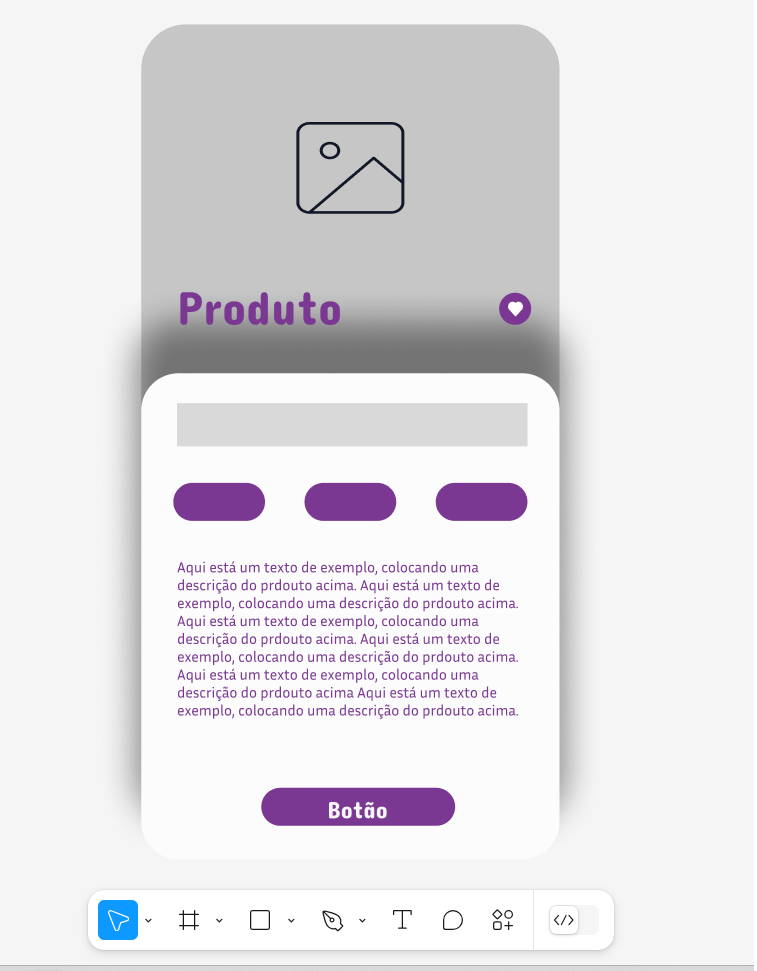 Produto
Aqui está um texto de exemplo, colocando uma
descrição do prdouto acima. Aqui está um texto de
exemplo, colocando uma descrição do prdouto acima.
Aqui está um texto de exemplo, colocando uma
descrição do prdouto acima. Aqui está um texto de
exemplo, colocando uma descrição do prdouto acima.
Aqui está um texto de exemplo, colocando uma
descrição do prdouto acima Aqui está um texto de
exemplo, colocando uma descrição do prdouto acima.
Botão